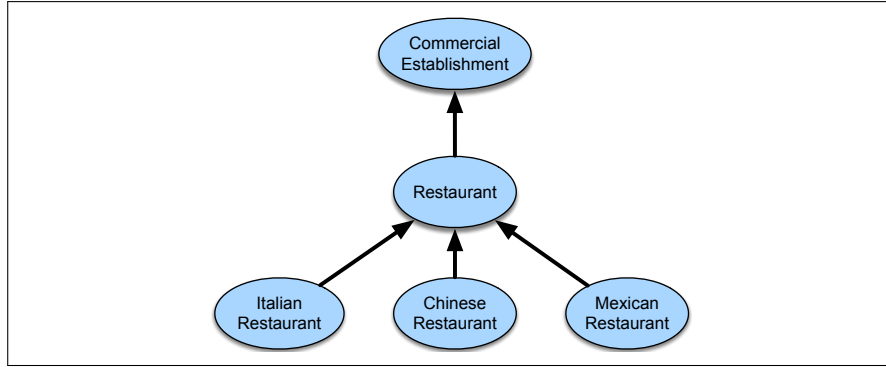 Commercial
Establishment
Restaurant
Italian
Restaurant
Chinese
Restaurant
Mexican
Restaurant